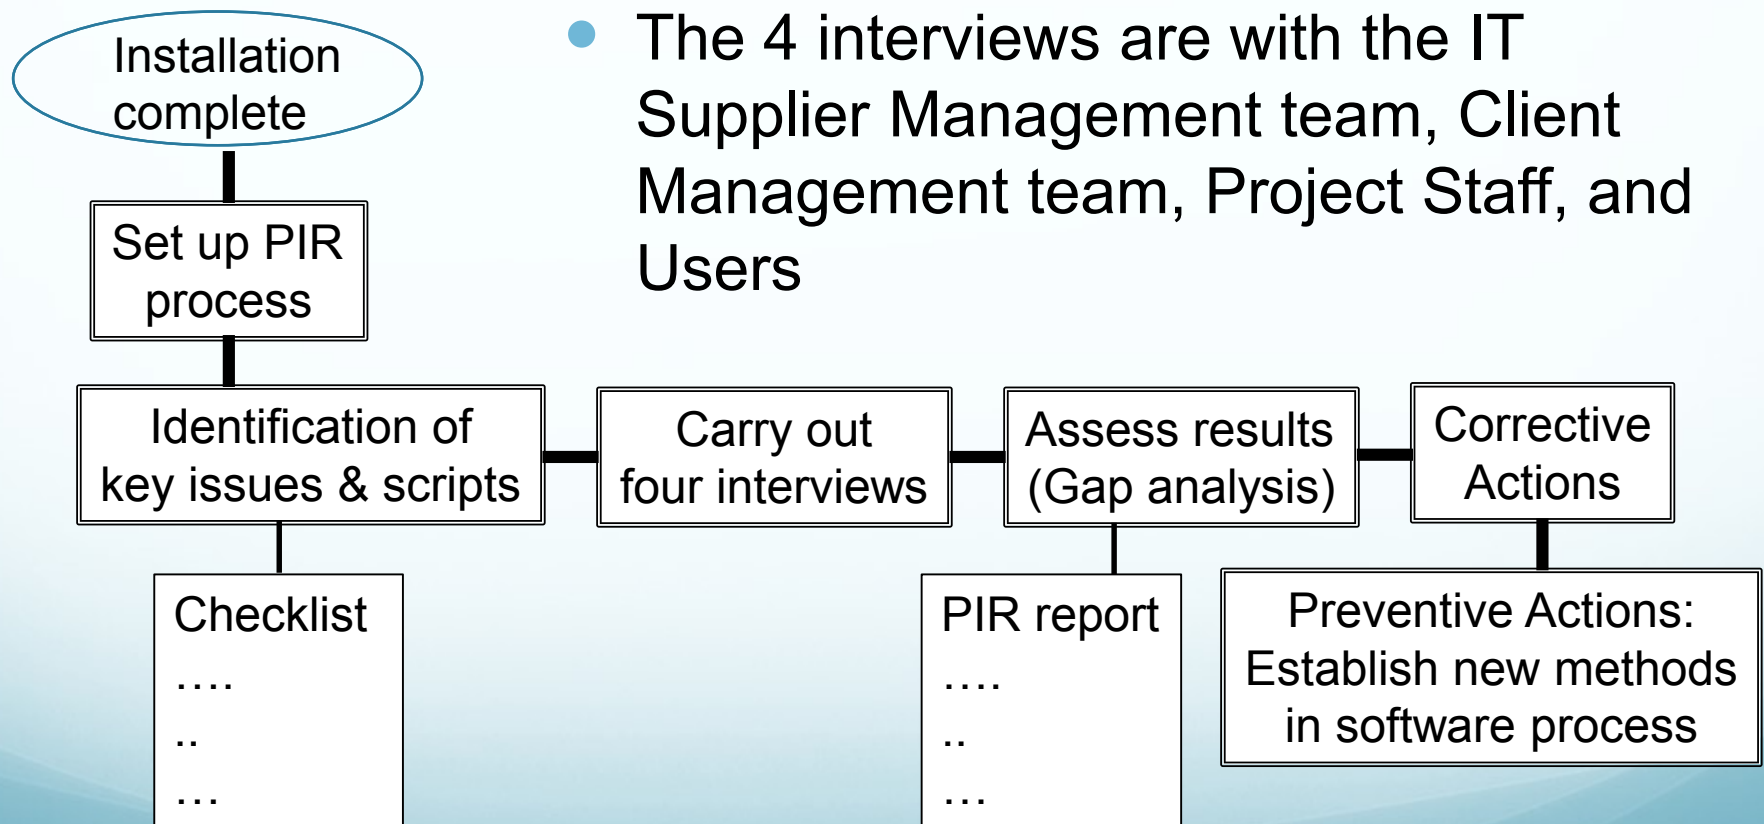 Installation
complete
• The 4 interviews are with the IT
Supplier Management team, Client
Management team, Project Staff, and
Users
Set up PIR
process
Identification of
key issues & scripts
Carry out
four interviews
Assess results
(Gap analysis)
Corrective
Actions
Checklist
....
..
...
PIR report
....
..
...
Preventive Actions:
Establish new methods
in software process